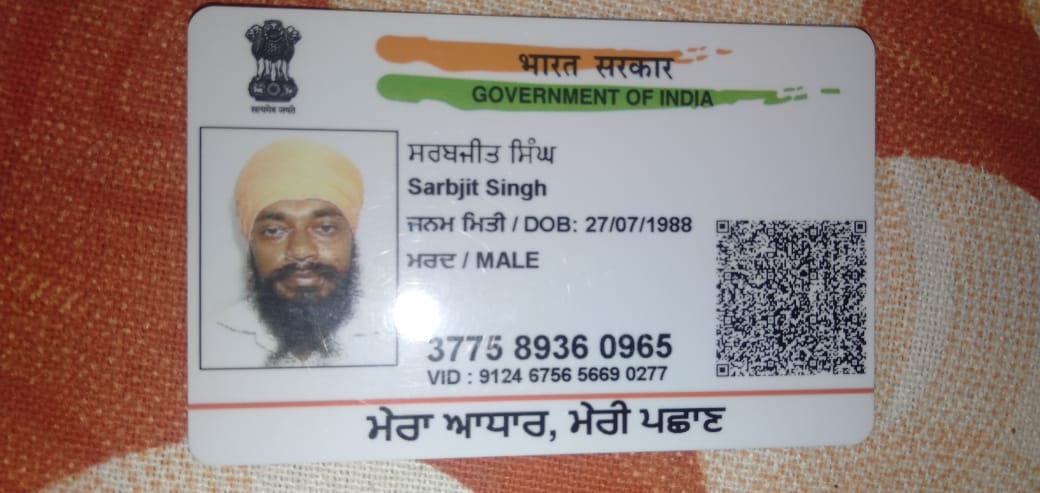 भारत सरकार
GOVERNMENT OF INDIA
सत्यमेव जयते
ਸਰਬਜੀਤ ਸਿੰਘ
Sarbjit Singh
ਜਨਮ ਮਿਤੀ / DOB: 27/07/1988
ਮਰਦ / MALE
3775 8936 0965
VID : 9124 6756 5669 0277
ਮੇਰਾ ਆਧਾਰ, ਮੇਰੀ ਪਛਾਣ